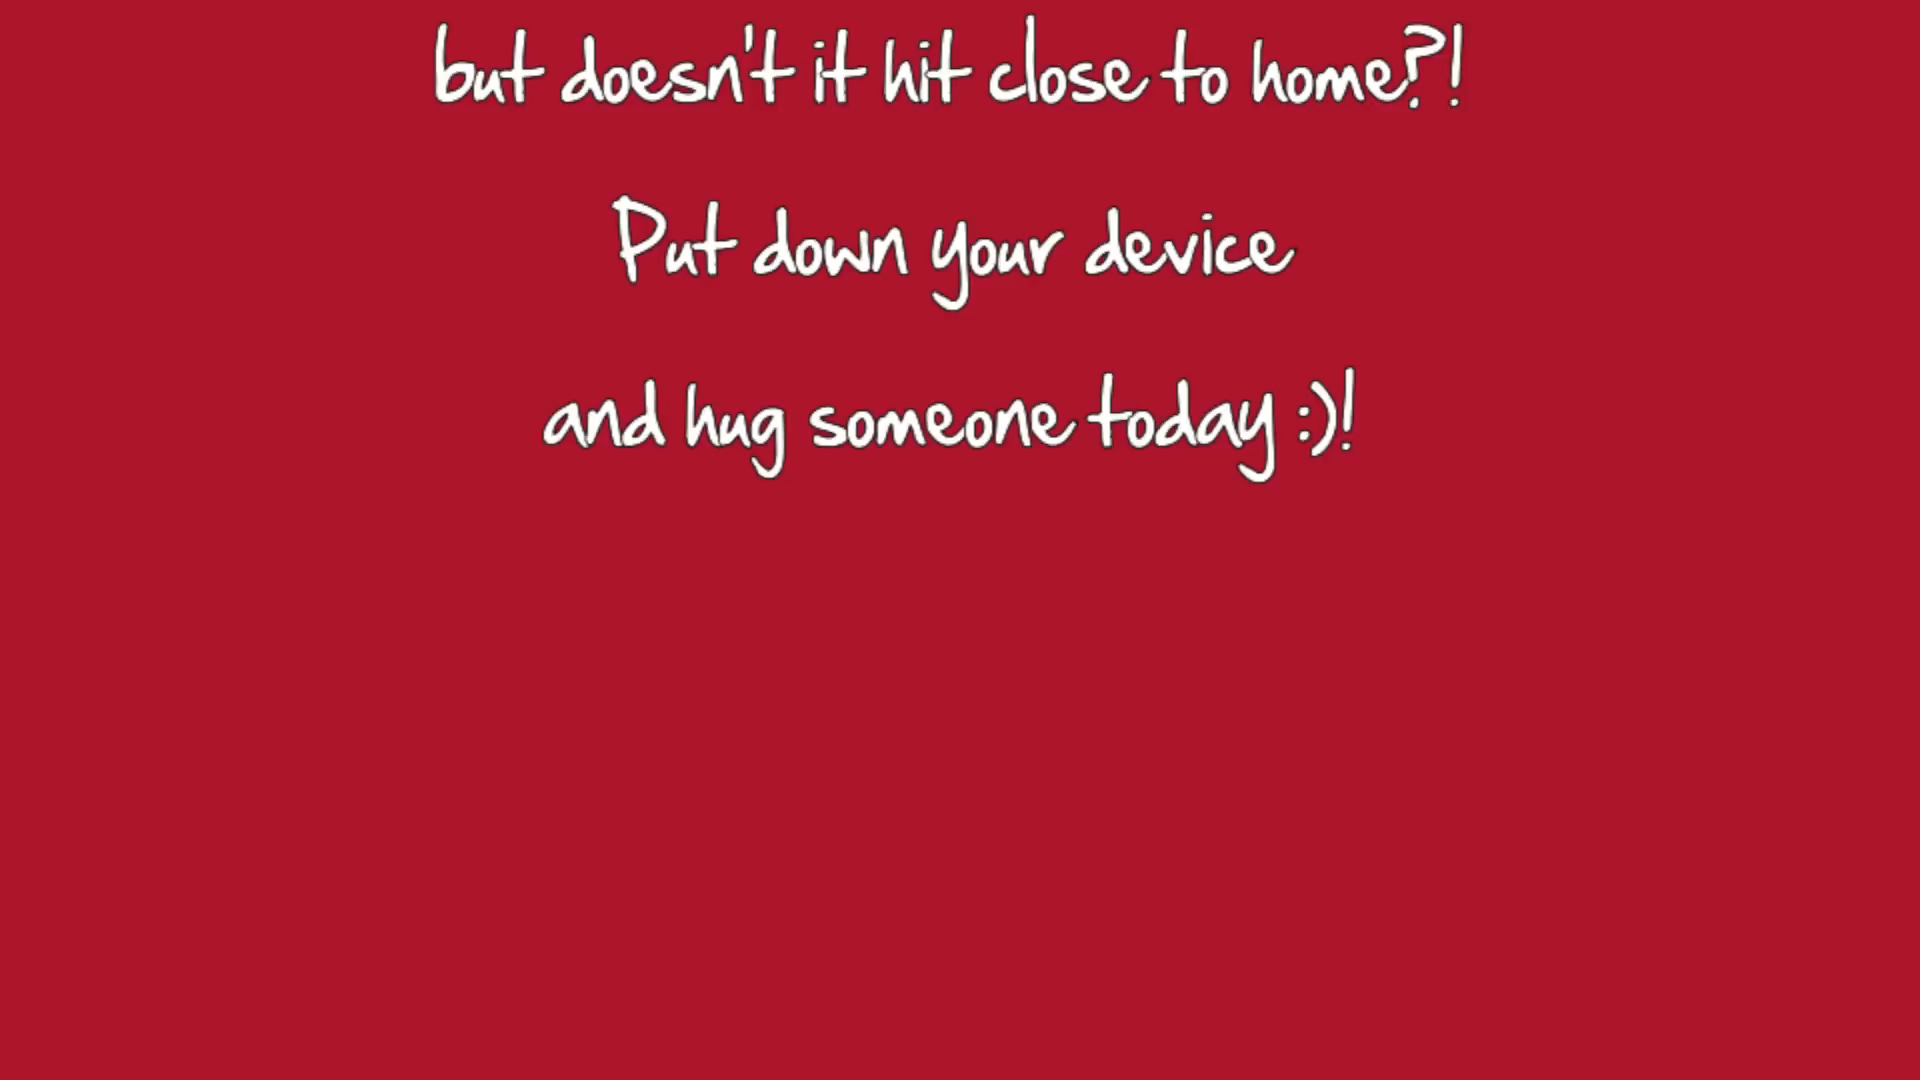 but doesn't it hit close to home?!
Put down your device
and hug someone today :)!